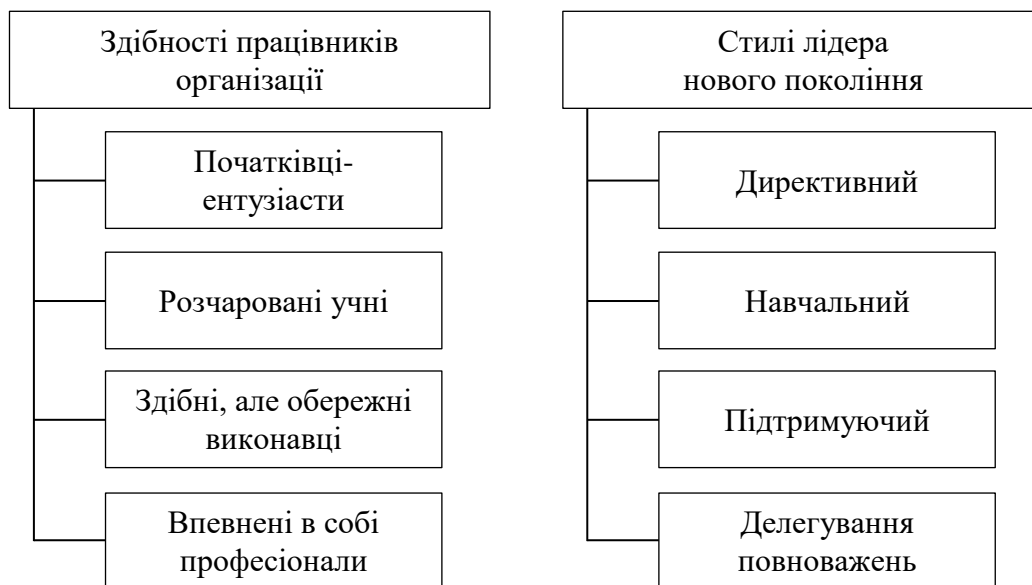 Здібності працівників
організації
Початківці-
ентузіасти
Розчаровані учні
Здібні, але обережні
виконавці
Впевнені в собі
професіонали
Стилі лідера
нового покоління
Директивний
Навчальний
Підтримуючий
Делегування
повноважень